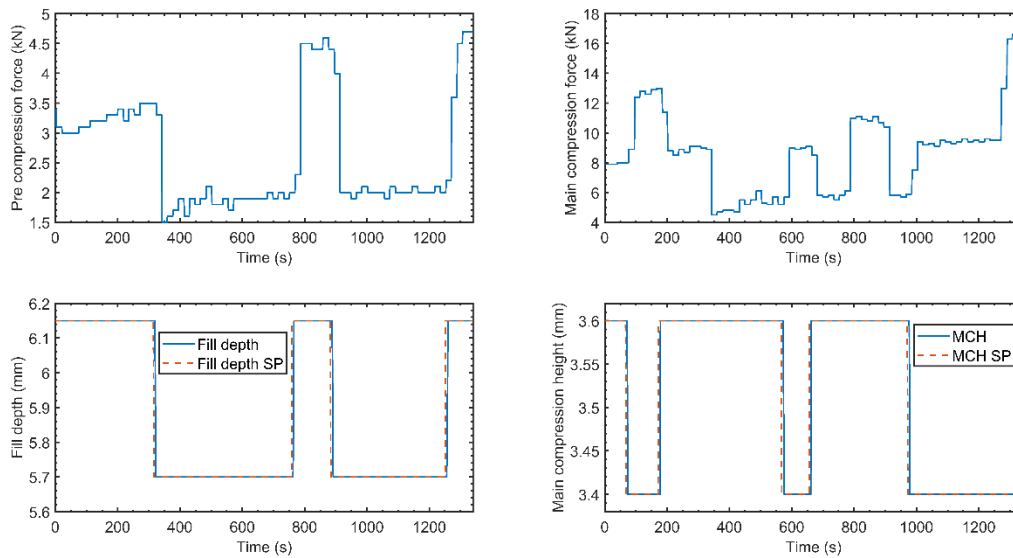 5
4.5
4
3.5
3
2.5
2
1.5
Pre compression force (kN)
0 200 400 600 800 1000 1200
Time (s)
18
16
14
12
10
8
6
4
Main compression force (kN)
0 200 400 600 800 1000 1200
Time (s)
6.2
6.1
6
5.9
5.8
5.7
5.6
Fill depth (mm)
Fill depth
Fill depth SP
0 200 400 600 800 1000 1200
Time (s)
3.6
3.55
3.5
3.45
3.4
Main compression height (mm)
MCH
MCH SP
0 200 400 600 800 1000 1200
Time (s)